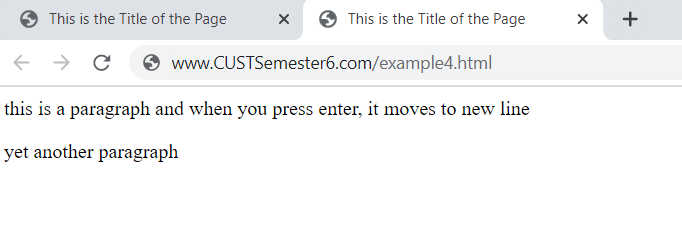 This is the Title of the Page
This is the Title of the Page
www.CUSTSemester6.com/example4.html
this is a paragraph and when you press enter, it moves to new line
yet another paragraph